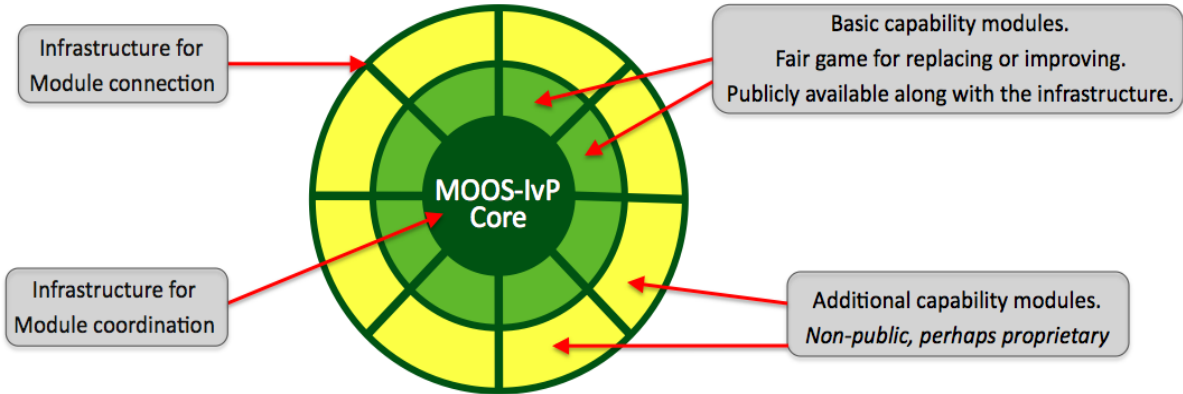 Infrastructure for
Module connection
Basic capability modules.
Fair game for replacing or improving.
Publicly available along with the infrastructure.
MOOS-IvP
Core
Infrastructure for
Module coordination
Additional capability modules.
Non-public, perhaps proprietary